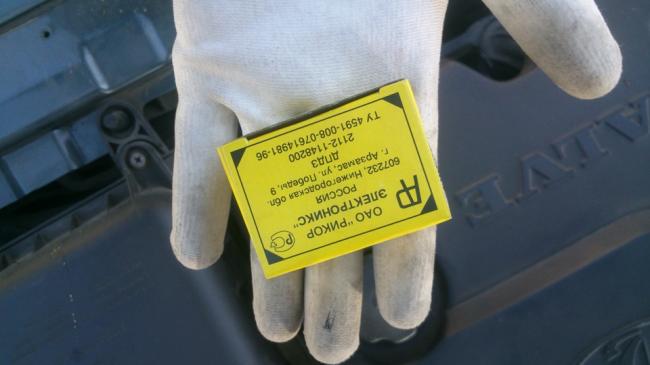 ОАО "РИКОР
ЭЛЕКТРОНИКС"
РОССИЯ
607232, Нижегородская обл.
г. Арзамас, ул. Победы, 9
ДПДЗ
2112-1148200
ТУ 4591-008-07614981-96
VALVE